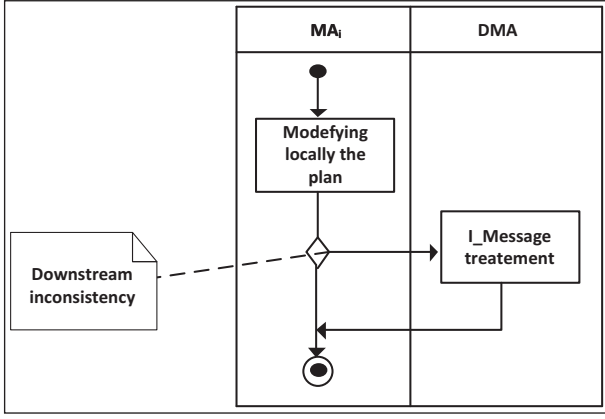 MAᵢ
DMA
Modefying
locally the
plan
I_Message
treatement
Downstream
inconsistency